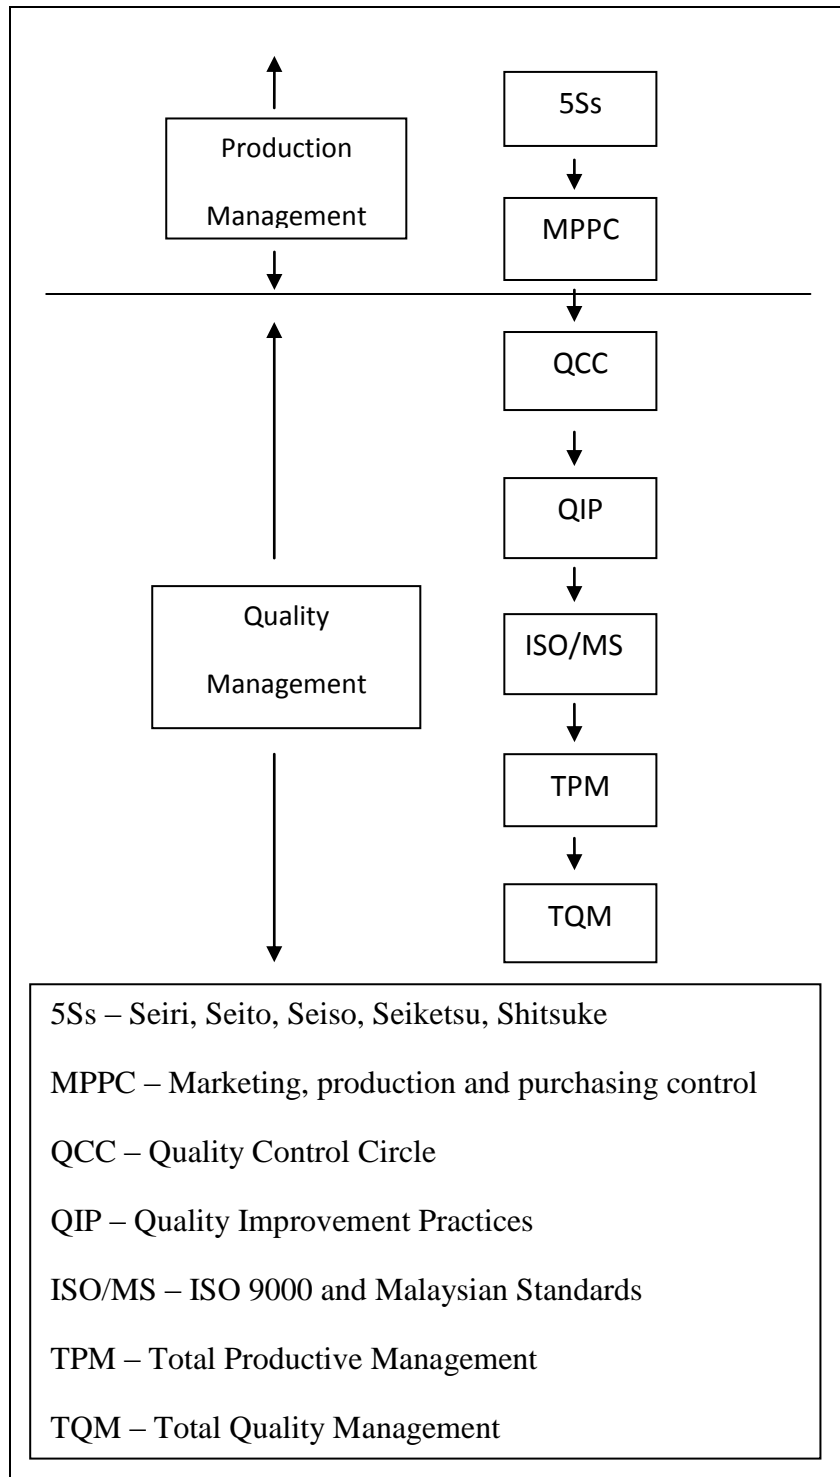 5Ss
Production
Management
MPPC
QCC
QIP
Quality
Management
ISO/MS
TPM
TQM
5Ss – Seiri, Seito, Seiso, Seiketsu, Shitsuke
MPPC – Marketing, production and purchasing control
QCC – Quality Control Circle
QIP – Quality Improvement Practices
ISO/MS – ISO 9000 and Malaysian Standards
TPM – Total Productive Management
TQM – Total Quality Management